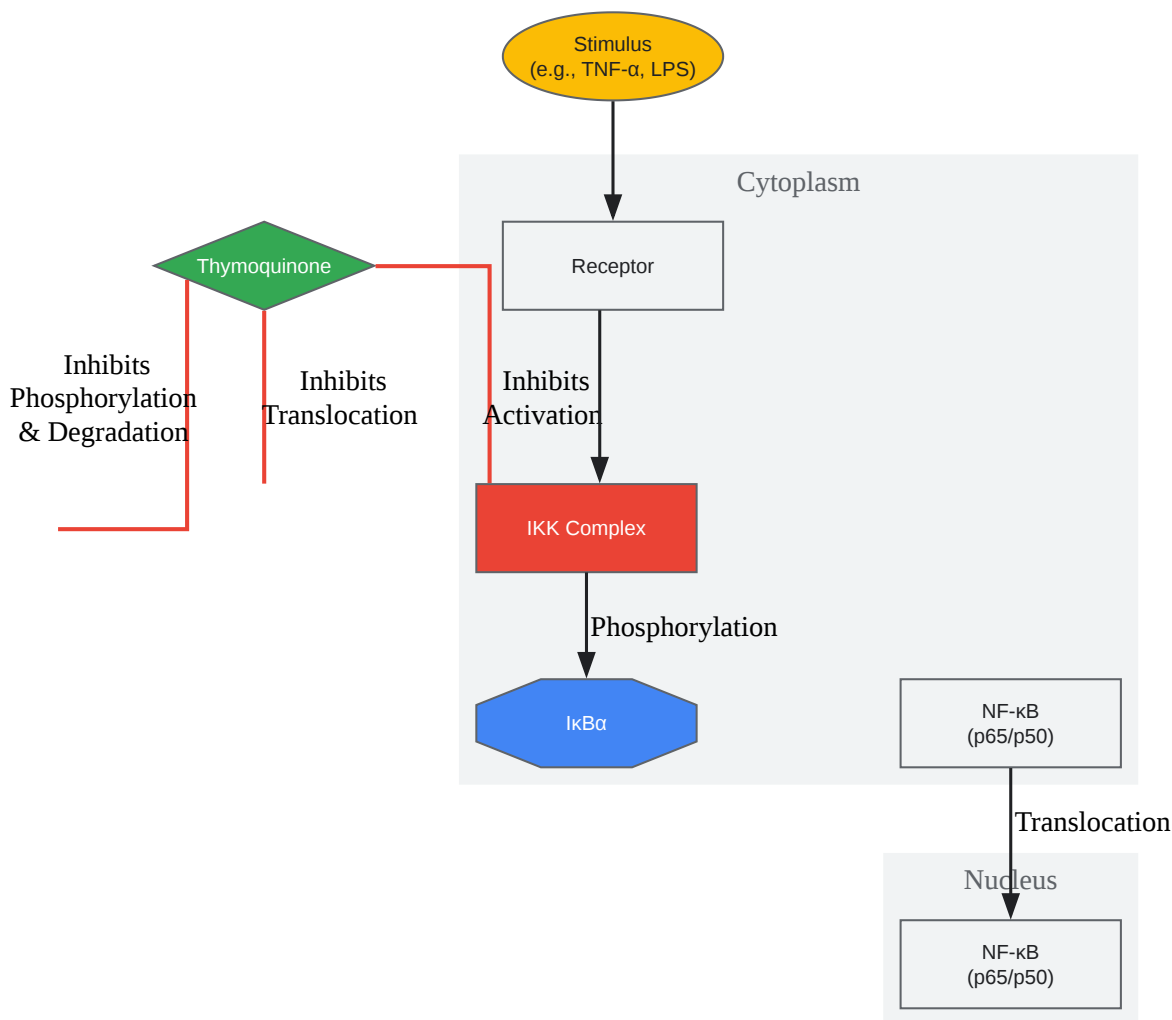 Stimulus
(e.g., TNF-α, LPS)
Cytoplasm
Thymoquinone
Receptor
Inhibits
Phosphorylation
& Degradation
Inhibits
Translocation
Inhibits
Activation
IKK Complex
Phosphorylation
IκBα
NF-κB
(p65/p50)
Translocation
Nucleus
NF-κB
(p65/p50)